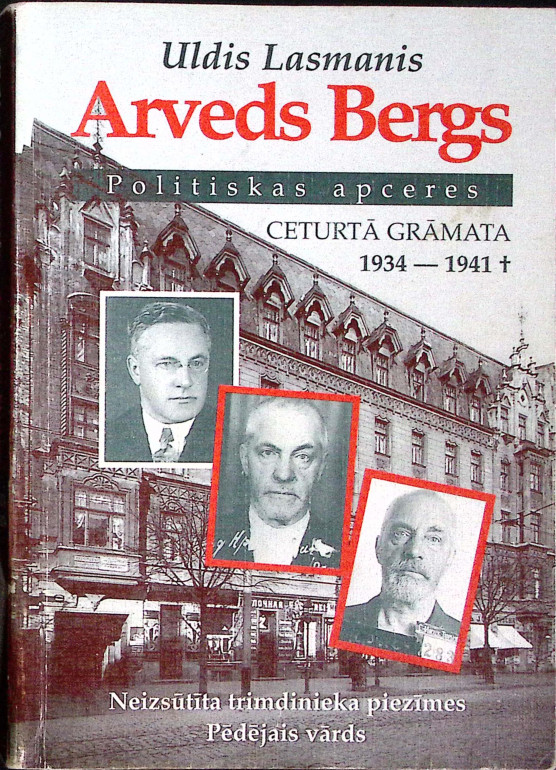 Uldis Lasmanis
Arveds Bergs
Politiskas apceres
CETURTĀ GRĀMATA
1934 — 1941 †
Neizsūtīta trimdinieka piezīmes
Pēdējais vārds